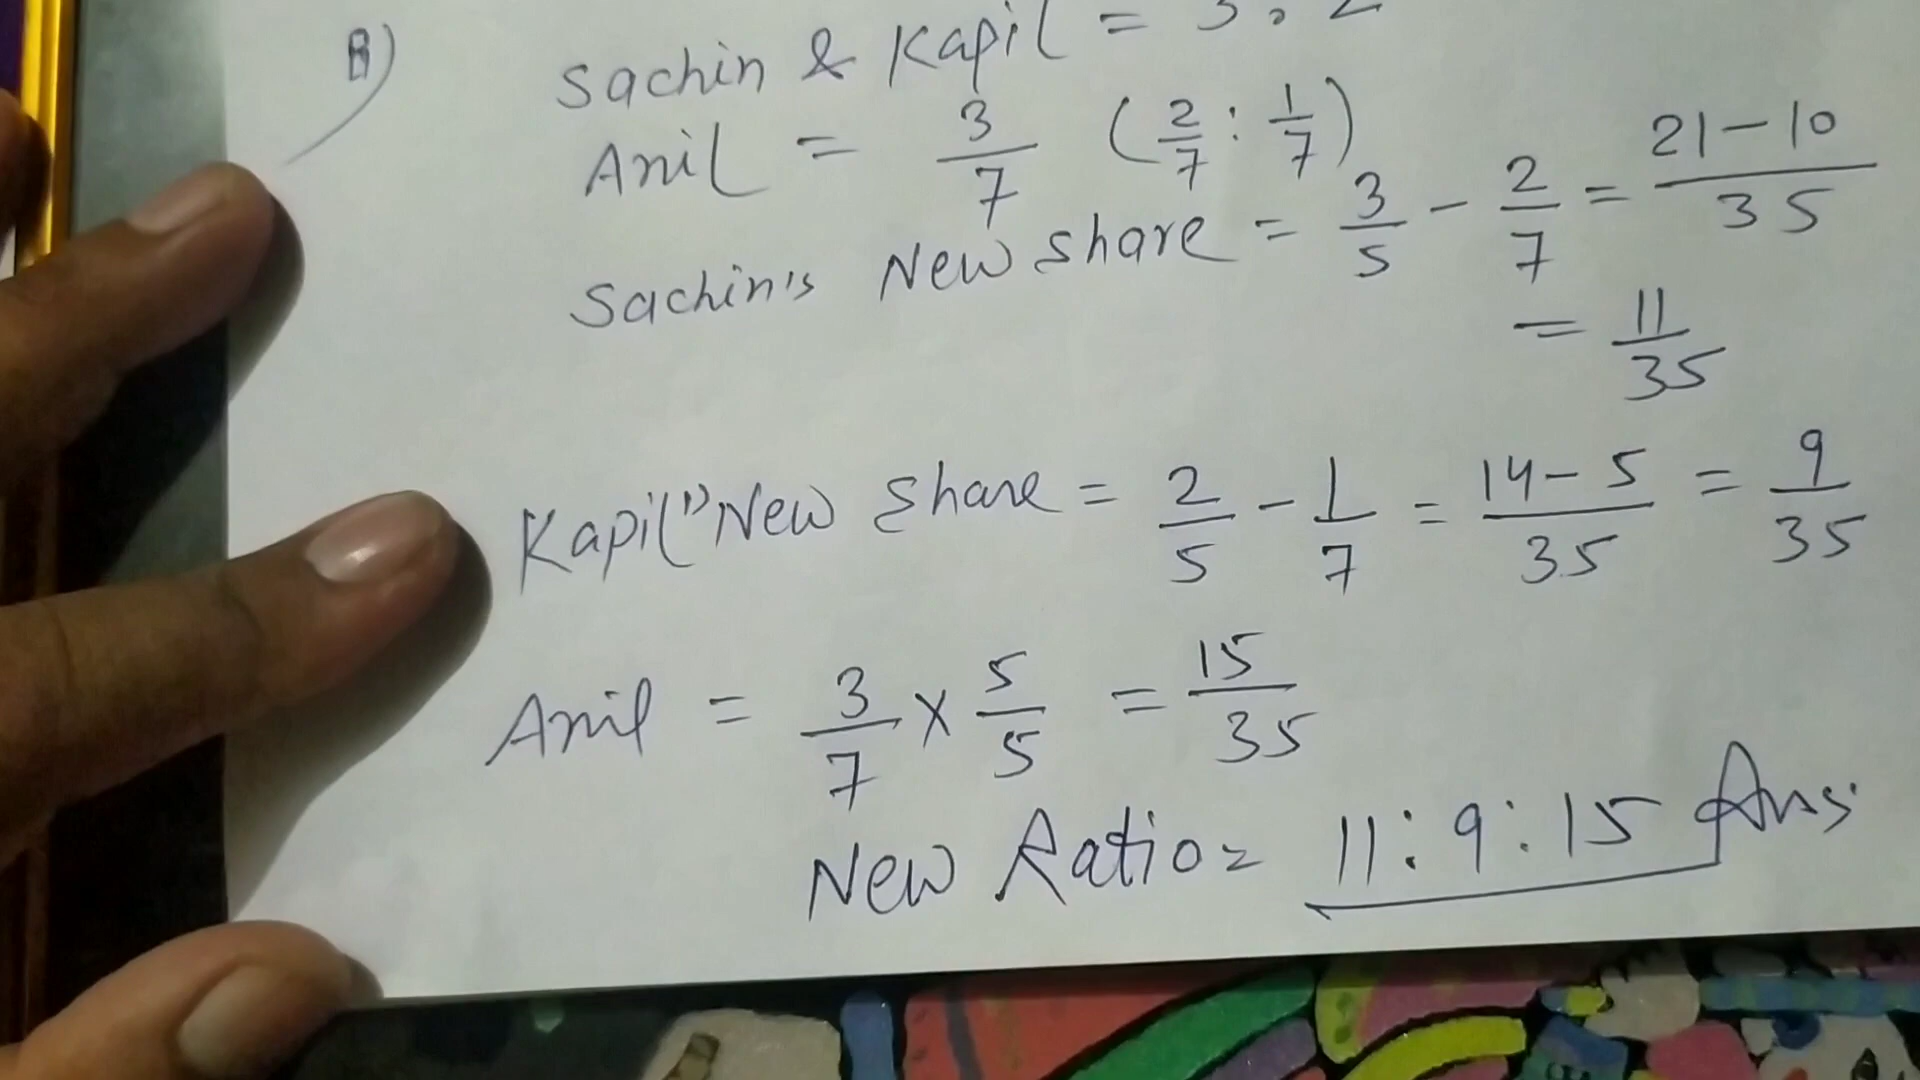 B)
Sachin & Kapil = 3:2
Anil = 3/7 (2/7 : 1/7)
Sachin's New share = 3/5 - 2/7 = 21-10/35
= 11/35
Kapil" New Share = 2/5 - 1/7 = 14-5/35 = 9/35
Anil = 3/7 x 5/5 = 15/35
New Ratio = 11:9:15 Ans